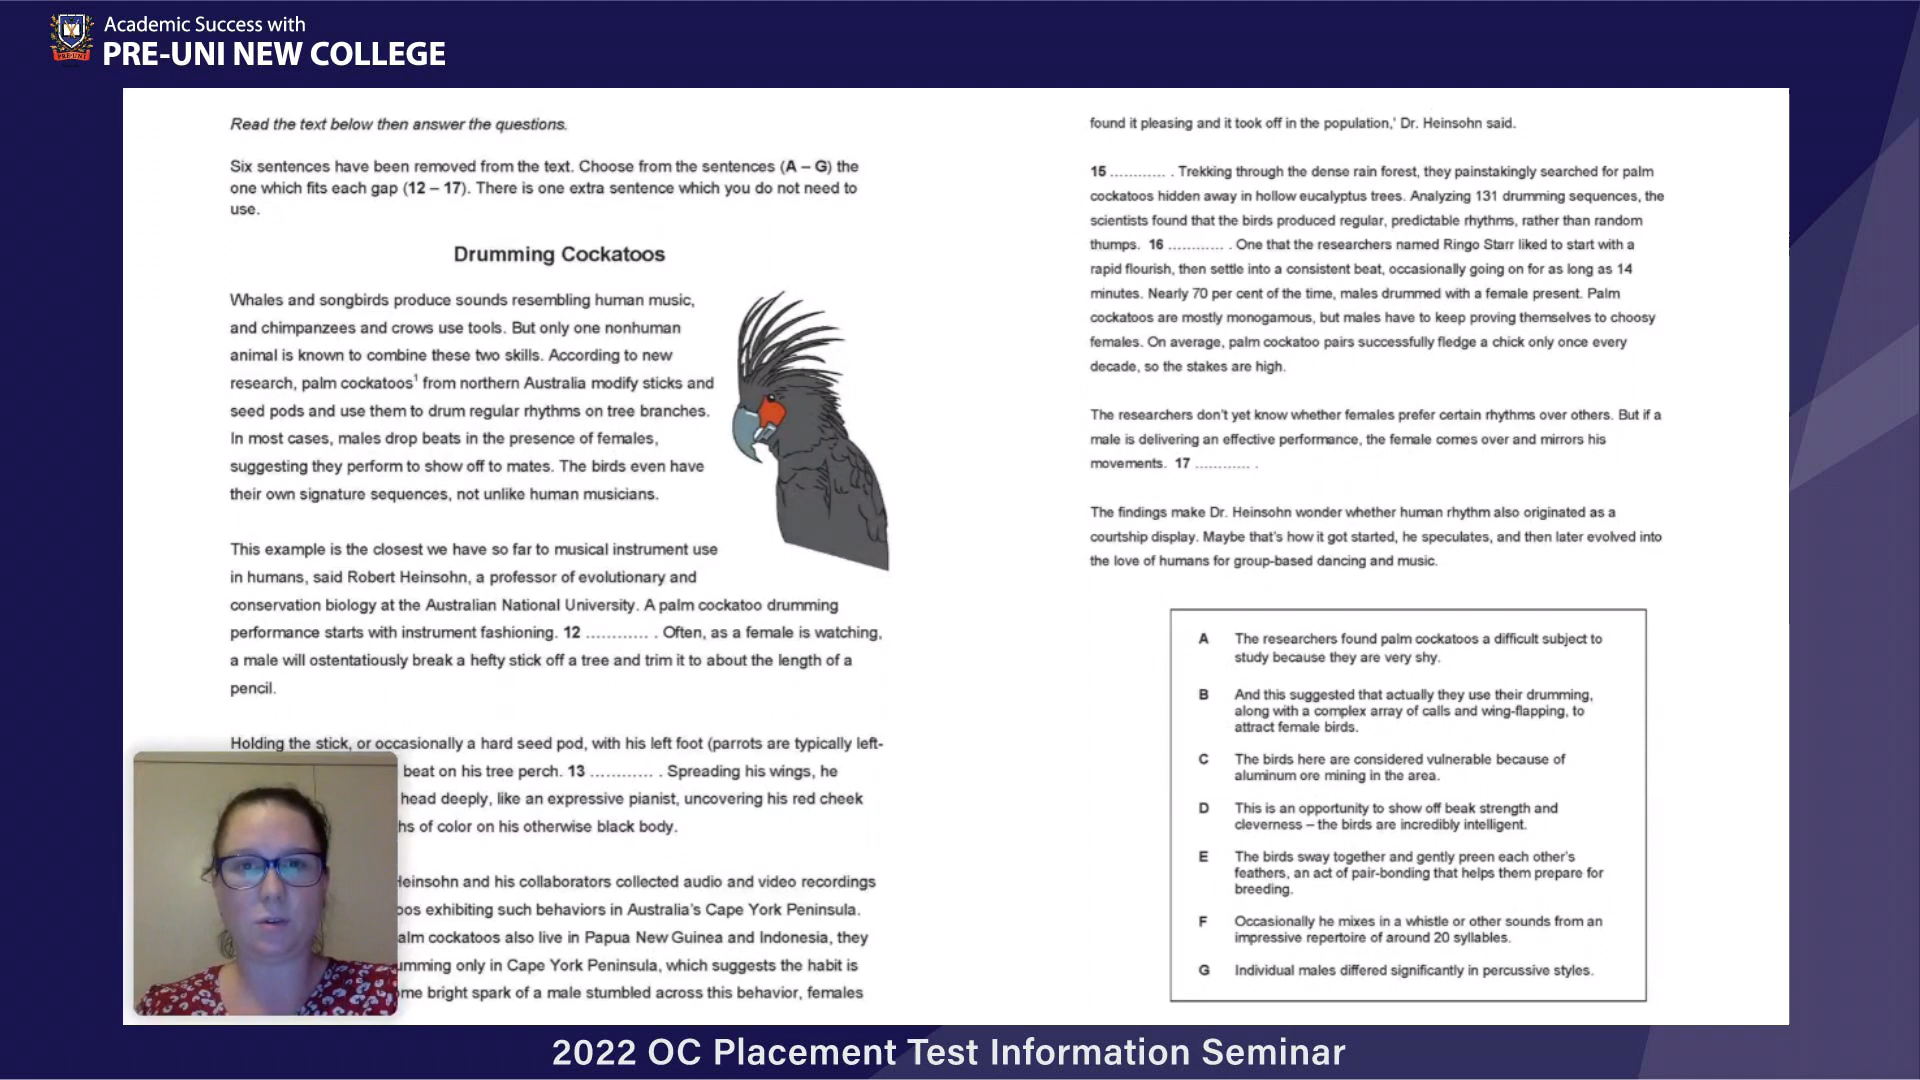 Academic Success with
PRE-UNI NEW COLLEGE
PRE-UNI
Read the text below then answer the questions.
Six sentences have been removed from the text. Choose from the sentences (A – G) the
one which fits each gap (12 – 17). There is one extra sentence which you do not need to
use.
Drumming Cockatoos
Whales and songbirds produce sounds resembling human music,
and chimpanzees and crows use tools. But only one nonhuman
animal is known to combine these two skills. According to new
research, palm cockatoos¹ from northern Australia modify sticks and
seed pods and use them to drum regular rhythms on tree branches.
In most cases, males drop beats in the presence of females,
suggesting they perform to show off to mates. The birds even have
their own signature sequences, not unlike human musicians.
This example is the closest we have so far to musical instrument use
in humans, said Robert Heinsohn, a professor of evolutionary and
conservation biology at the Australian National University. A palm cockatoo drumming
performance starts with instrument fashioning. 12 ............ . Often, as a female is watching,
a male will ostentatiously break a hefty stick off a tree and trim it to about the length of a
pencil.
Holding the stick, or occasionally a hard seed pod, with his left foot (parrots are typically left-
beat on his tree perch. 13 ............ . Spreading his wings, he
head deeply, like an expressive pianist, uncovering his red cheek
of color on his otherwise black body.
Heinsohn and his collaborators collected audio and video recordings
exhibiting such behaviors in Australia's Cape York Peninsula.
cockatoos also live in Papua New Guinea and Indonesia, they
only in Cape York Peninsula, which suggests the habit is
bright spark of a male stumbled across this behavior, females
found it pleasing and it took off in the population,' Dr. Heinsohn said.
15 ............ . Trekking through the dense rain forest, they painstakingly searched for palm
cockatoos hidden away in hollow eucalyptus trees. Analyzing 131 drumming sequences, the
scientists found that the birds produced regular, predictable rhythms, rather than random
thumps. 16 ............ . One that the researchers named Ringo Starr liked to start with a
rapid flourish, then settle into a consistent beat, occasionally going on for as long as 14
minutes. Nearly 70 per cent of the time, males drummed with a female present. Palm
cockatoos are mostly monogamous, but males have to keep proving themselves to choosy
females. On average, palm cockatoo pairs successfully fledge a chick only once every
decade, so the stakes are high.
The researchers don't yet know whether females prefer certain rhythms over others. But if a
male is delivering an effective performance, the female comes over and mirrors his
movements. 17 ............ .
The findings make Dr. Heinsohn wonder whether human rhythm also originated as a
courtship display. Maybe that's how it got started, he speculates, and then later evolved into
the love of humans for group-based dancing and music.
A The researchers found palm cockatoos a difficult subject to
study because they are very shy.
B And this suggested that actually they use their drumming,
along with a complex array of calls and wing-flapping, to
attract female birds.
C The birds here are considered vulnerable because of
aluminum ore mining in the area.
D This is an opportunity to show off beak strength and
cleverness – the birds are incredibly intelligent.
E The birds sway together and gently preen each other's
feathers, an act of pair-bonding that helps them prepare for
breeding.
F Occasionally he mixes in a whistle or other sounds from an
impressive repertoire of around 20 syllables.
G Individual males differed significantly in percussive styles.
2022 OC Placement Test Information Seminar